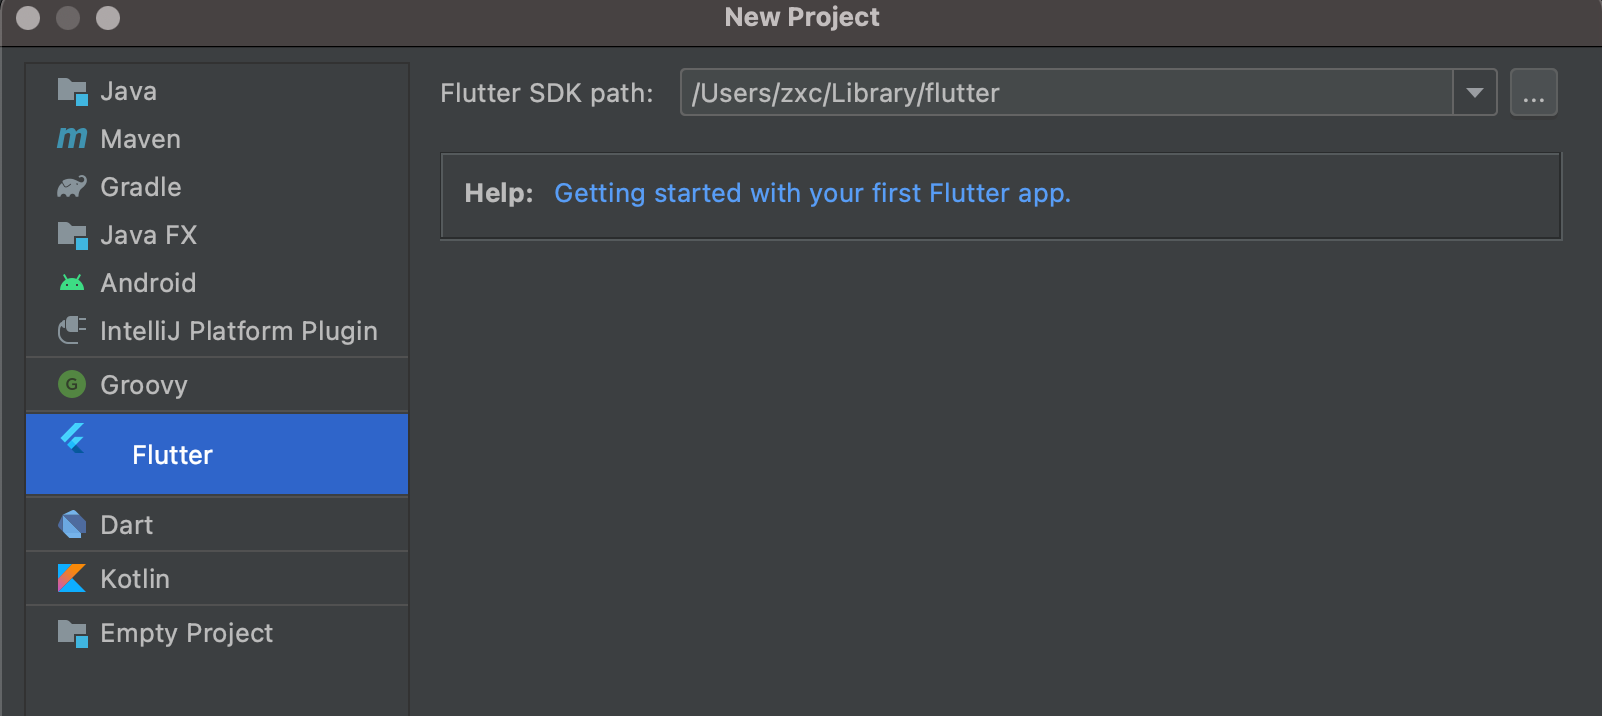 New Project
Java
Maven
Gradle
Java FX
Android
IntelliJ Platform Plugin
G Groovy
Flutter
Dart
Kotlin
Empty Project
Flutter SDK path: /Users/zxc/Library/flutter ...
Help: Getting started with your first Flutter app.